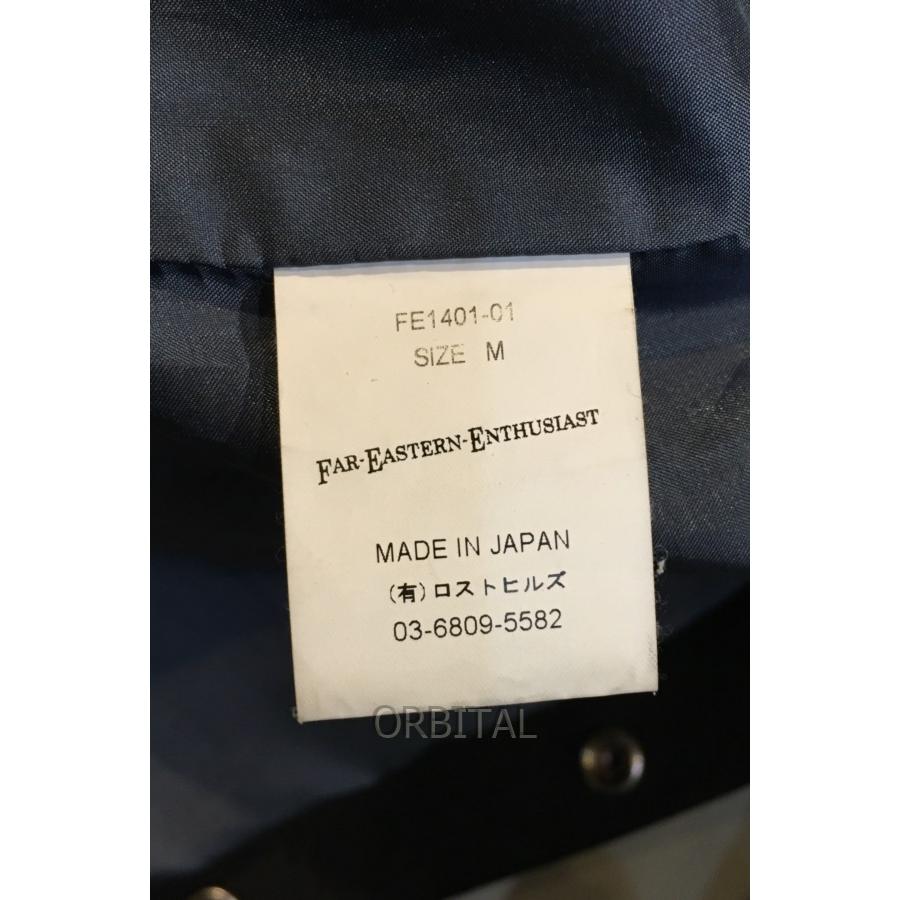 FE1401-01
SIZE M
FAR-EASTERN-ENTHUSIAST
MADE IN JAPAN
(有)ロストヒルズ
03-6809-5582
ORBITAL